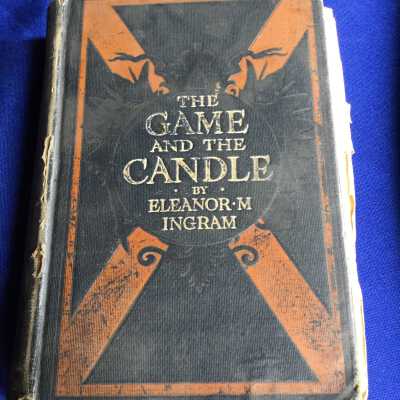 THE
GAME
AND THE
CANDLE
· BY ·
ELEANOR · M
INGRAM